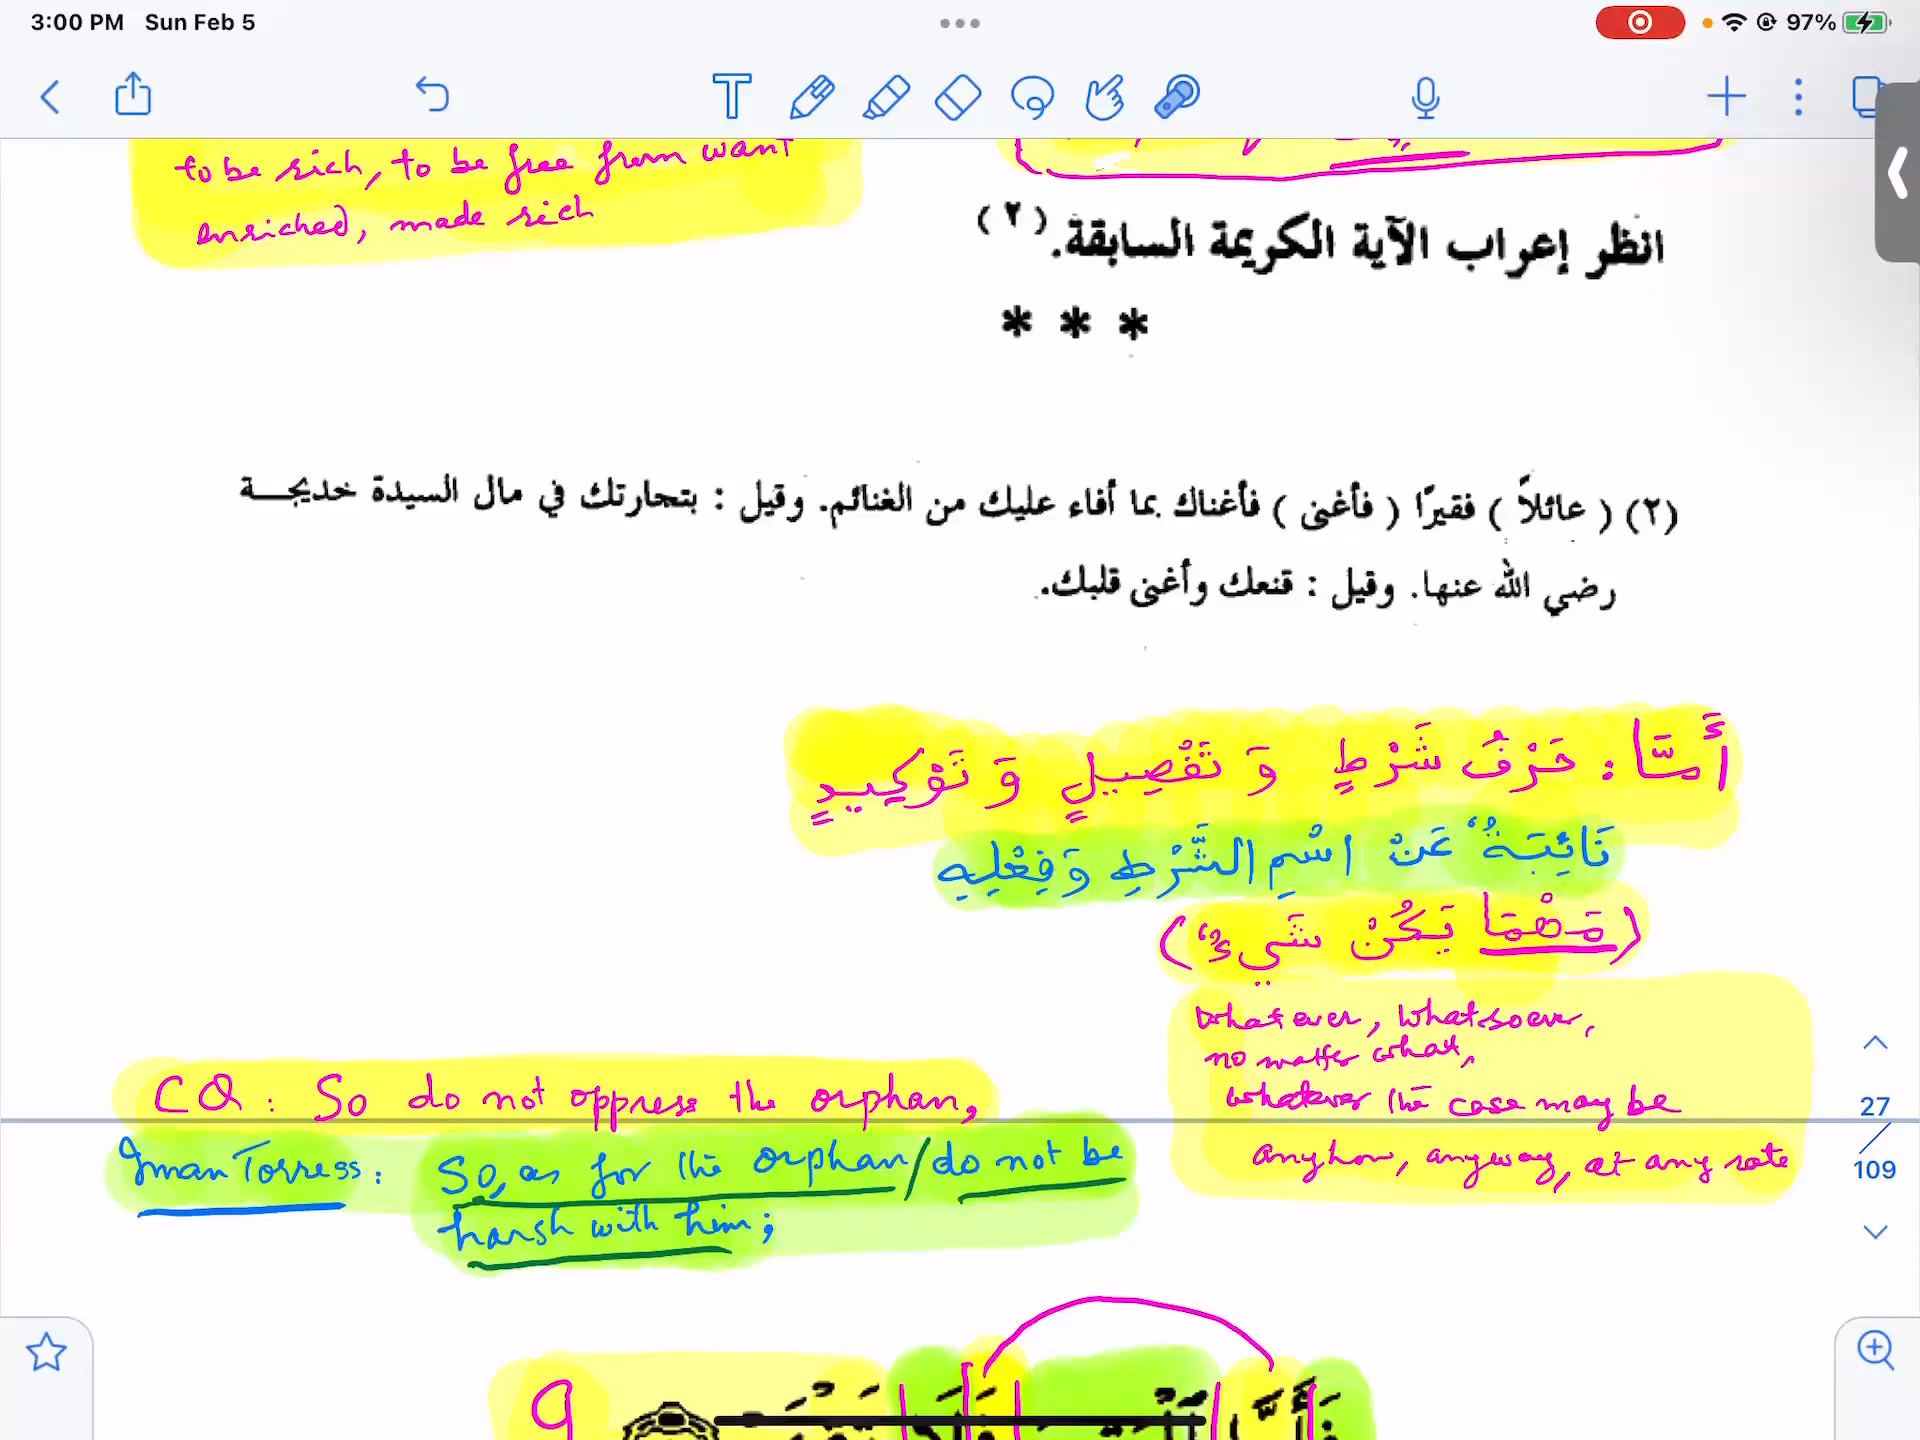 3:00 PM Sun Feb 5
97%
to be rich, to be free from want
enriched, made rich
انظر إعراب الآية الكريمة السابقة.(٢)
* * *
(٢) ( عائلاً ) فقيرًا ( فأغنى ) فأغناك بما أفاء عليك من الغنائم. وقيل : بتجارتك في مال السيدة خديجـــة
رضي الله عنها. وقيل : قنعك وأغنى قلبك.
أَمَّا : حَرْفُ شَرْطٍ وَ تَفْصِيلٍ وَ تَوْكِيدٍ
نَائِبَةٌ عَنْ اسْمِ الشَّرْطِ وَفِعْلِهِ
(مَهْمَا يَكُنْ شَيءٌ)
Whatever, Whatsoever,
no matter what,
whatever the case may be
anyhow, anyway, at any rate
CQ : So do not oppress the orphan,
Iman Torress : So, as for the orphan/do not be
harsh with him;
27
109
9